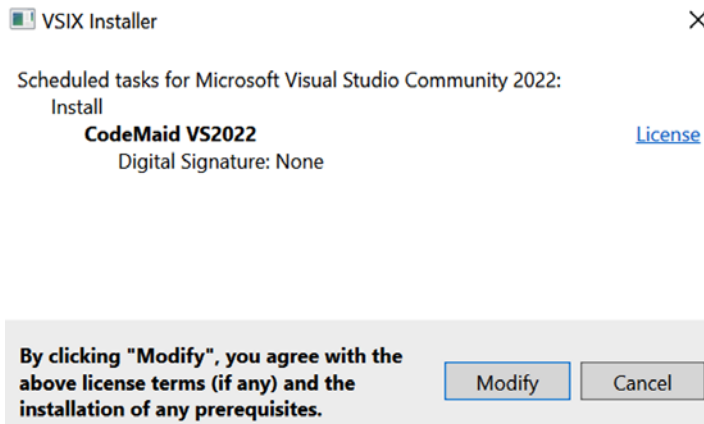 VSIX Installer
Scheduled tasks for Microsoft Visual Studio Community 2022:
Install
CodeMaid VS2022 License
Digital Signature: None
By clicking "Modify", you agree with the
above license terms (if any) and the
installation of any prerequisites.
Modify Cancel